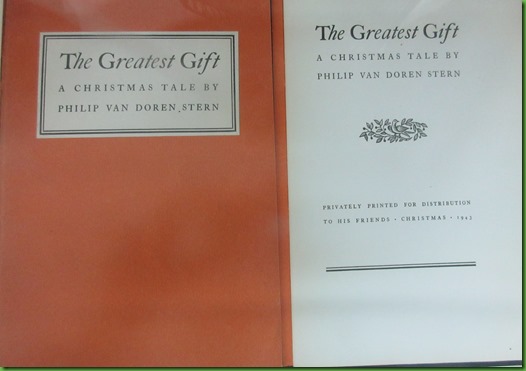 The Greatest Gift
A CHRISTMAS TALE BY
PHILIP VAN DOREN STERN
The Greatest Gift
A CHRISTMAS TALE BY
PHILIP VAN DOREN STERN
PRIVATELY PRINTED FOR DISTRIBUTION
TO HIS FRIENDS · CHRISTMAS · 1943